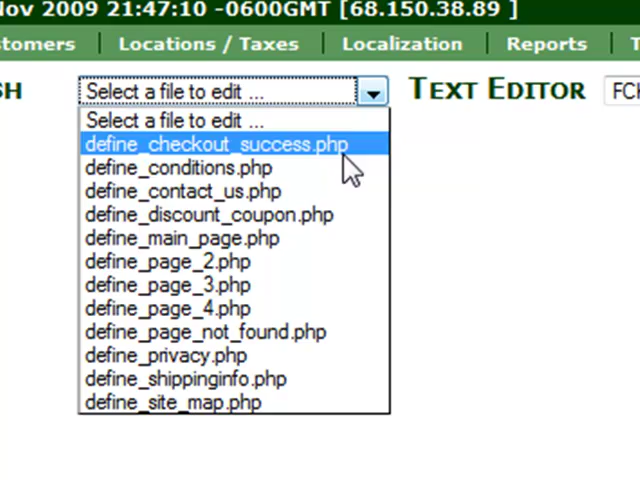 Nov 2009 21:47:10 -0600GMT [68.150.38.89 ]
stomers | Locations / Taxes | Localization | Reports | T
SH Select a file to edit ... TEXT EDITOR FCK
Select a file to edit ...
define_checkout_success.php
define_conditions.php
define_contact_us.php
define_discount_coupon.php
define_main_page.php
define_page_2.php
define_page_3.php
define_page_4.php
define_page_not_found.php
define_privacy.php
define_shippinginfo.php
define_site_map.php